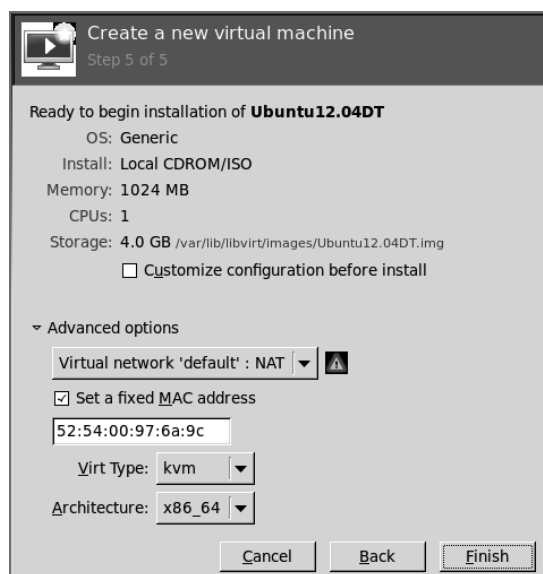 Create a new virtual machine
Step 5 of 5
Ready to begin installation of Ubuntu12.04DT
OS: Generic
Install: Local CDROM/ISO
Memory: 1024 MB
CPUs: 1
Storage: 4.0 GB /var/lib/libvirt/images/Ubuntu12.04DT.img
Customize configuration before install
Advanced options
Virtual network 'default' : NAT
Set a fixed MAC address
52:54:00:97:6a:9c
Virt Type: kvm
Architecture: x86_64
Cancel Back Finish